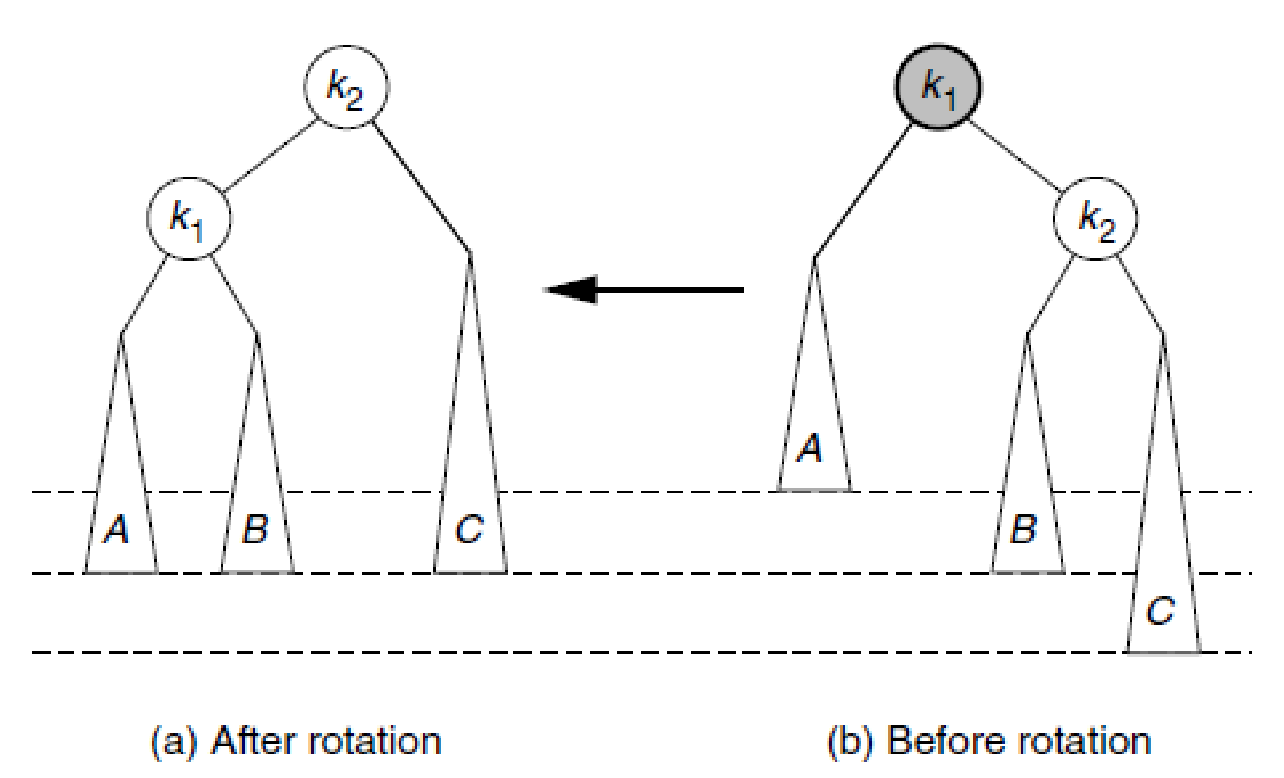 k2
k1
k1
k2
A
A
B
C
B
C
(a) After rotation
(b) Before rotation